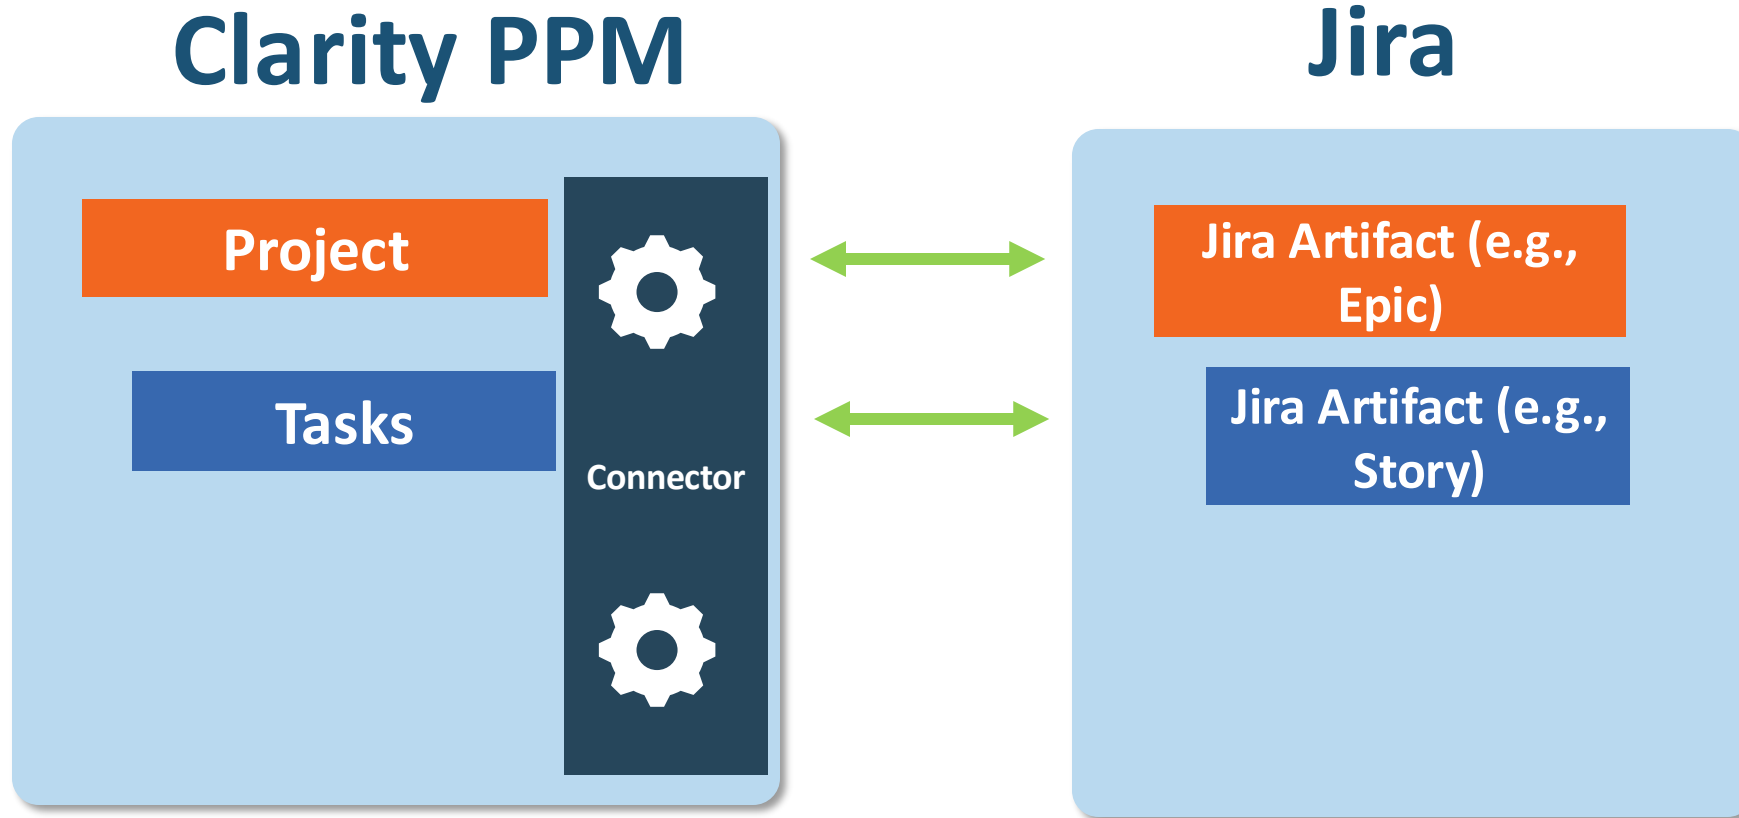 Clarity PPM
Jira
Project
Tasks
Connector
Jira Artifact (e.g.,
Epic)
Jira Artifact (e.g.,
Story)